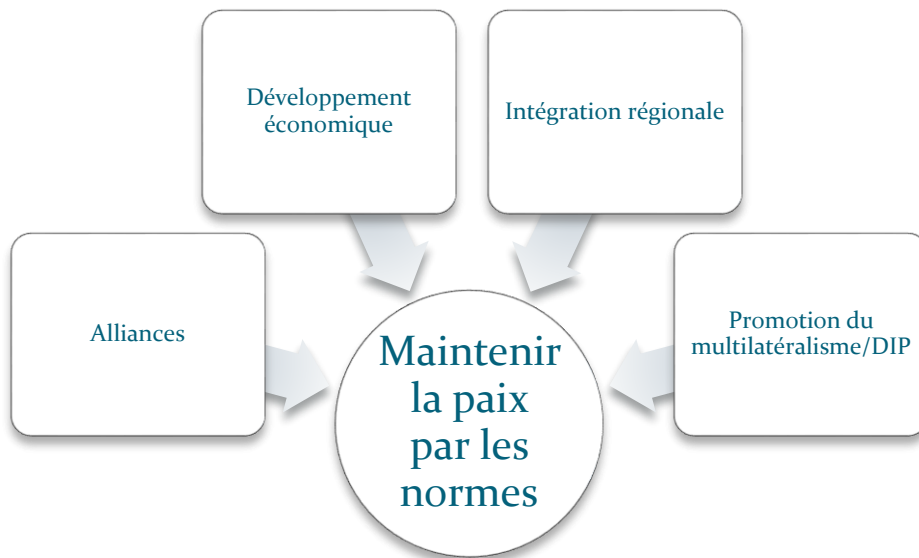 Développement
économique
Intégration régionale
Alliances
Promotion du
multilatéralisme/DIP
Maintenir
la paix
par les
normes